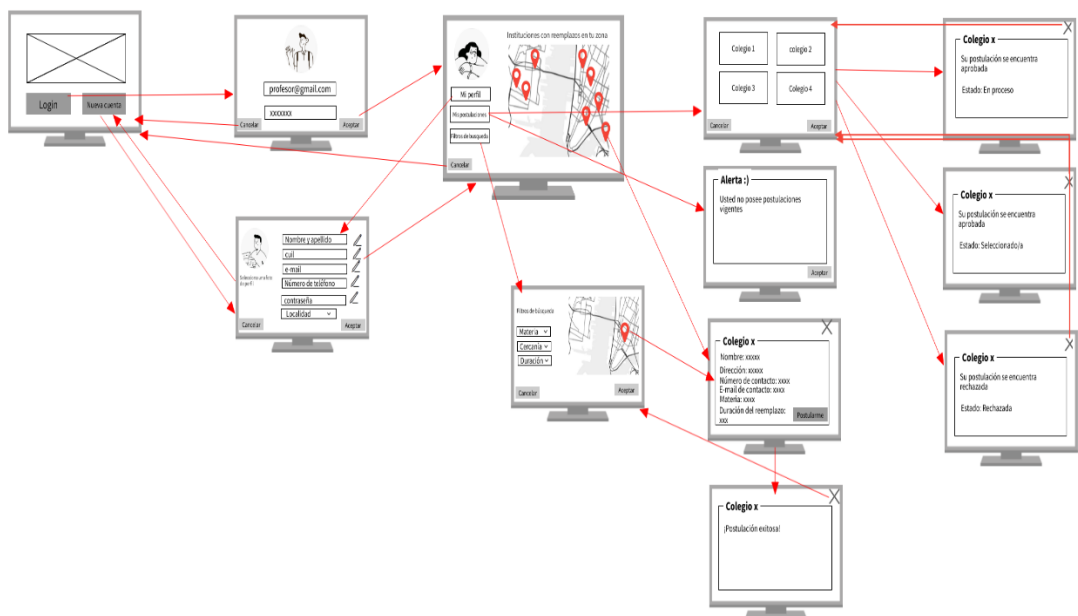 Login
Nueva cuenta
profesor@gmail.com
xxxxxxx
Cancelar
Aceptar
Instituciones con reemplazos en tu zona
Mi perfil
Mis postulaciones
Filtros de busqueda
Cancelar
Colegio 1
colegio 2
Colegio 3
Colegio 4
Cancelar
Aceptar
Colegio x
Su postulación se encuentra
aprobada
Estado: En proceso
Alerta :)
Usted no posee postulaciones
vigentes
Aceptar
Colegio x
Su postulación se encuentra
aprobada
Estado: Seleccionado/a
Nombre y apellido
cuil
e-mail
Número de teléfono
contraseña
Localidad
Cancelar
Aceptar
Filtros de búsqueda
Materia
Cercanía
Duración
Cancelar
Aceptar
Colegio x
Nombre: xxxxx
Dirección: xxxxx
Número de contacto: xxxx
E-mail de contacto: xxxx
Materia: xxxx
Duración del reemplazo:
xxx
Postularme
Colegio x
Su postulación se encuentra
rechazada
Estado: Rechazada
Colegio x
¡Postulación exitosa!